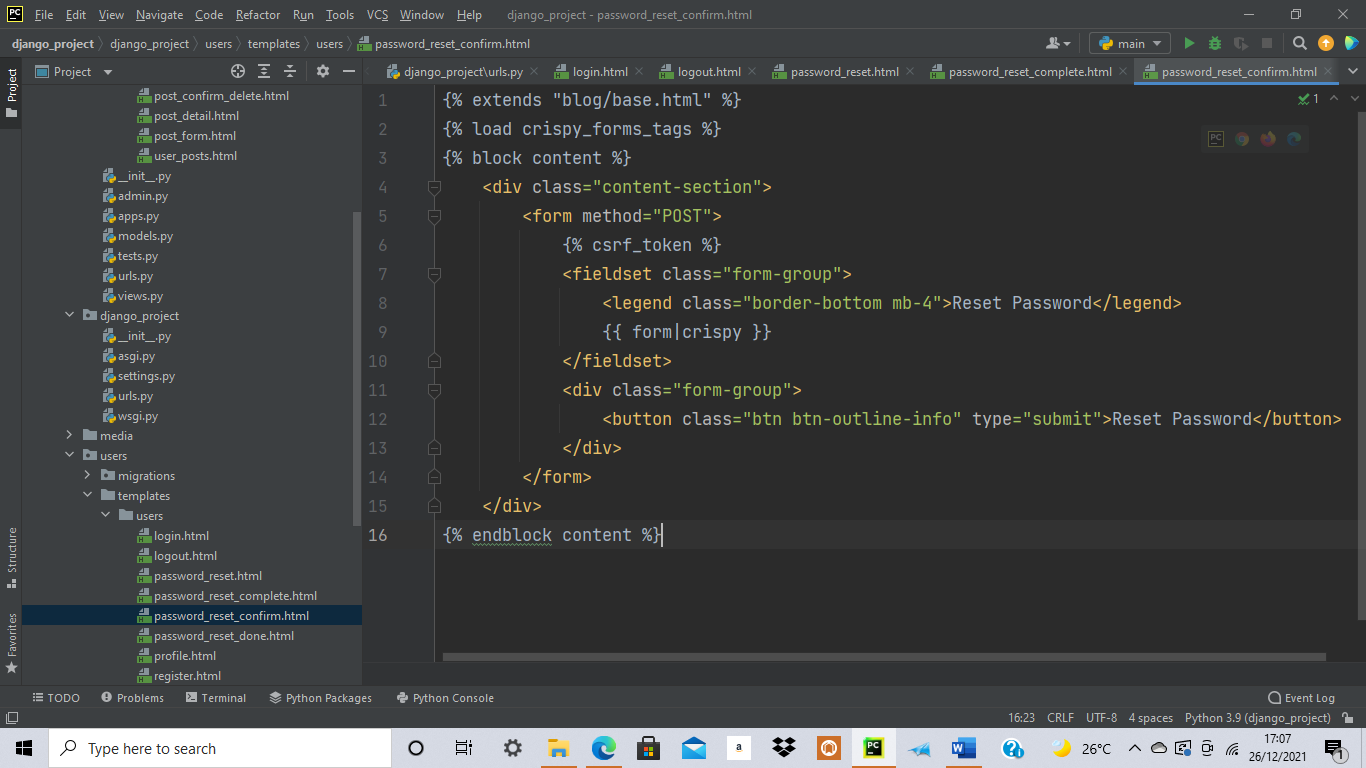 PC File Edit View Navigate Code Refactor Run Tools VCS Window Help django_project - password_reset_confirm.html
django_project django_project users templates users password_reset_confirm.html main
Project django_project\urls.py login.html logout.html password_reset.html password_reset_complete.html password_reset_confirm.html
Project
Structure
Favorites
post_confirm_delete.html
post_detail.html
post_form.html
user_posts.html
__init__.py
admin.py
apps.py
models.py
tests.py
urls.py
views.py
django_project
__init__.py
asgi.py
settings.py
urls.py
wsgi.py
media
users
migrations
templates
users
login.html
logout.html
password_reset.html
password_reset_complete.html
password_reset_confirm.html
password_reset_done.html
profile.html
register.html
1 {% extends "blog/base.html" %}
1
2 {% load crispy_forms_tags %}
PC
3 {% block content %}
4 <div class="content-section">
5 <form method="POST">
6 {% csrf_token %}
7 <fieldset class="form-group">
8 <legend class="border-bottom mb-4">Reset Password</legend>
9 {{ form|crispy }}
10 </fieldset>
11 <div class="form-group">
12 <button class="btn btn-outline-info" type="submit">Reset Password</button>
13 </div>
14 </form>
15 </div>
16 {% endblock content %}
TODO Problems Terminal Python Packages Python Console Event Log
16:23 CRLF UTF-8 4 spaces Python 3.9 (django_project)
Type here to search a PC W 26°C 17:07
26/12/2021 1